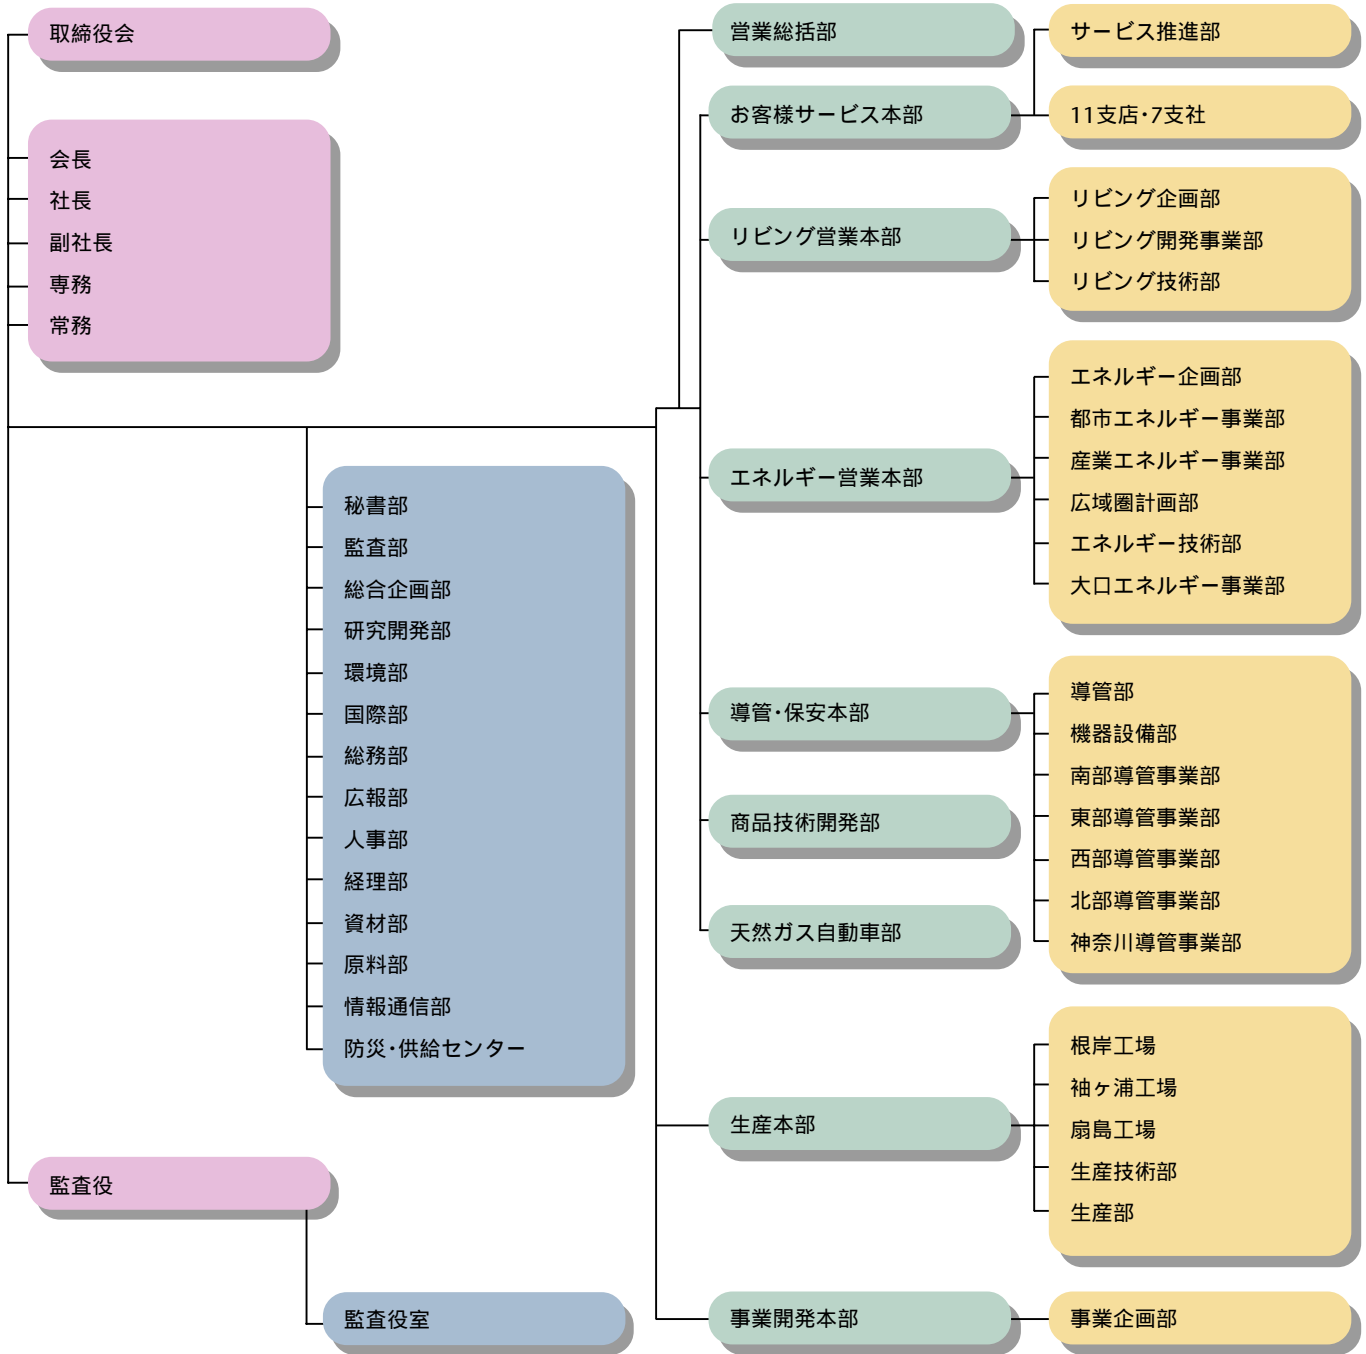 取締役会
会長
社長
副社長
専務
常務
秘書部
監査部
総合企画部
研究開発部
環境部
国際部
総務部
広報部
人事部
経理部
資材部
原料部
情報通信部
防災・供給センター
監査役
監査役室
営業総括部
お客様サービス本部
サービス推進部
11支店・7支社
リビング営業本部
リビング企画部
リビング開発事業部
リビング技術部
エネルギー営業本部
エネルギー企画部
都市エネルギー事業部
産業エネルギー事業部
広域圏計画部
エネルギー技術部
大口エネルギー事業部
導管・保安本部
導管部
機器設備部
南部導管事業部
東部導管事業部
西部導管事業部
北部導管事業部
神奈川導管事業部
商品技術開発部
天然ガス自動車部
生産本部
根岸工場
袖ヶ浦工場
扇島工場
生産技術部
生産部
事業開発本部
事業企画部